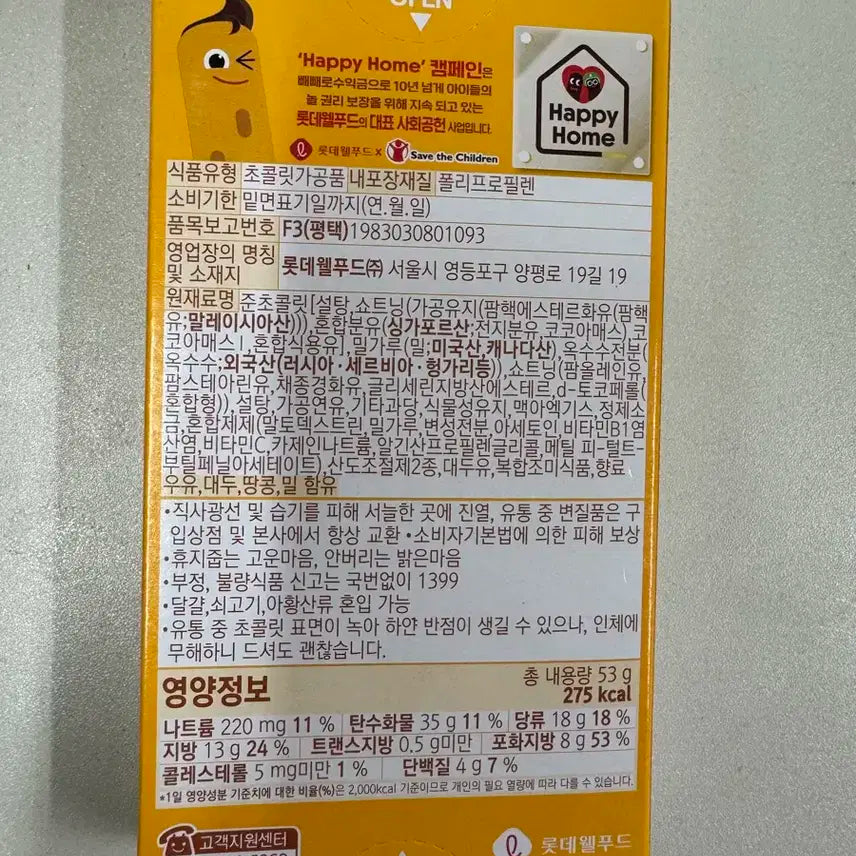 OPEN
'Happy Home' 캠페인은
빼빼로수익금으로 10년 넘게 아이들의
놀 권리 보장을 위해 지속 되고 있는
롯데웰푸드의 대표 사회공헌 사업입니다.
롯데웰푸드 x Save the Children
Happy
Home
식품유형 초콜릿가공품 내포장재질 폴리프로필렌
소비기한 밑면표기일까지(연.월.일)
품목보고번호 F3(평택)1983030801093
영업장의 명칭 및 소재지 롯데웰푸드㈜ 서울시 영등포구 양평로 19길 19
원재료명 준초콜릿[설탕,쇼트닝(가공유지(팜핵에스테르화유(팜핵
유;말레이시아산))),혼합분유(싱가포르산;전지분유,코코아매스),코
코아매스Ⅰ,혼합식용유],밀가루(밀;미국산,캐나다산),옥수수전분(
옥수수;외국산(러시아·세르비아·헝가리등)),쇼트닝(팜올레인유,
팜스테아린유,채종경화유,글리세린지방산에스테르,d-토코페롤(
혼합형)),설탕,가공연유,기타과당,식물성유지,맥아엑기스,정제소
금,혼합제제(말토덱스트린,밀가루,변성전분,아세토인,비타민B1염
산염,비타민C,카제인나트륨,알긴산프로필렌글리콜,메틸 피-털트-
부틸페닐아세테이트),산도조절제2종,대두유,복합조미식품,향료
우유,대두,땅콩,밀 함유
•직사광선 및 습기를 피해 서늘한 곳에 진열, 유통 중 변질품은 구
입상점 및 본사에서 항상 교환 •소비자기본법에 의한 피해 보상
•휴지줍는 고운마음, 안버리는 밝은마음
•부정, 불량식품 신고는 국번없이 1399
•달걀,쇠고기,아황산류 혼입 가능
•유통 중 초콜릿 표면이 녹아 하얀 반점이 생길 수 있으나, 인체에
무해하니 드셔도 괜찮습니다.
영양정보 총 내용량 53 g
275 kcal
나트륨 220 mg 11 % 탄수화물 35 g 11 % 당류 18 g 18 %
지방 13 g 24 % 트랜스지방 0.5 g미만 포화지방 8 g 53 %
콜레스테롤 5 mg미만 1 % 단백질 4 g 7 %
*1일 영양성분 기준치에 대한 비율(%)은 2,000kcal 기준이므로 개인의 필요 열량에 따라 다를 수 있습니다.
고객지원센터
롯데웰푸드